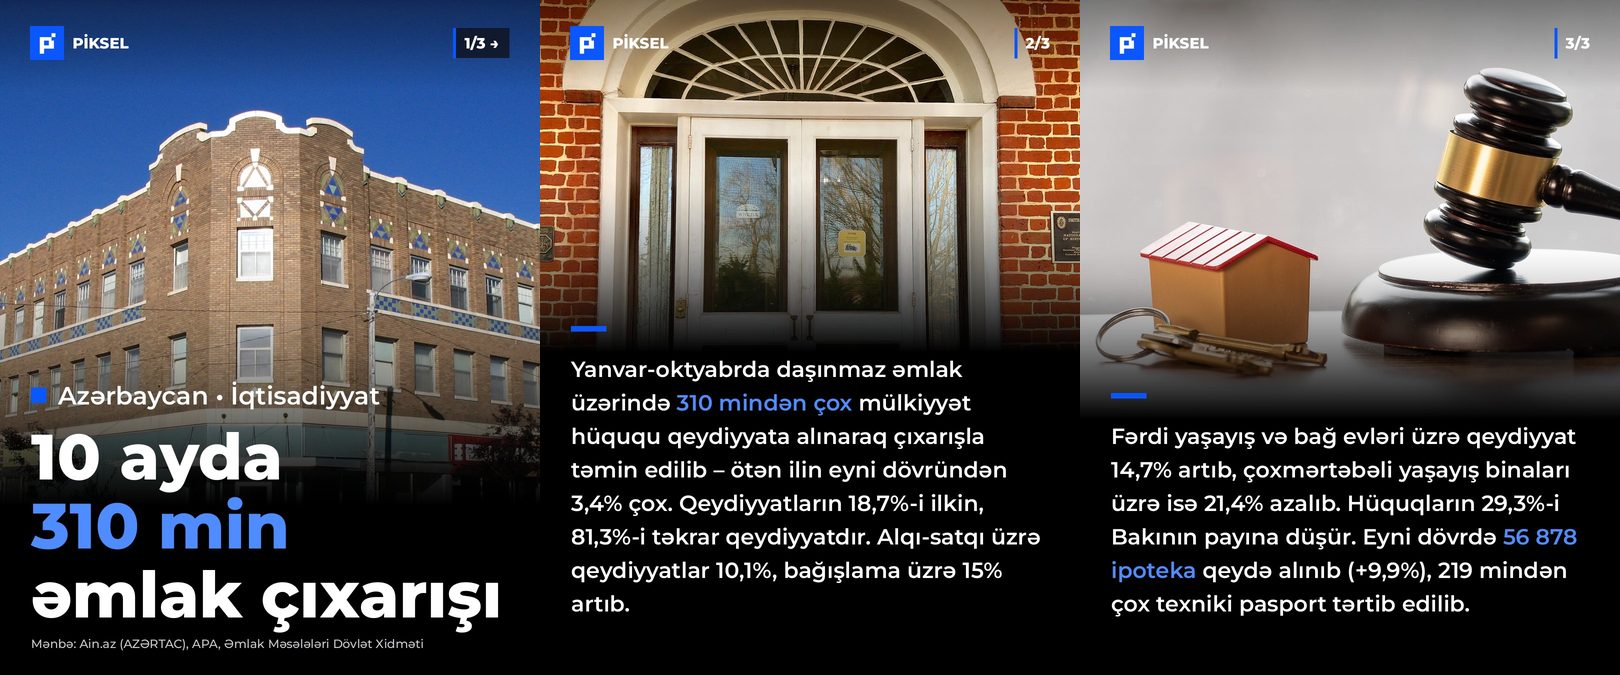 PİKSEL
1/3 →
Azərbaycan • İqtisadiyyat
10 ayda
310 min
əmlak çıxarışı
Mənbə: Ain.az (AZƏRTAC), APA, Əmlak Məsələləri Dövlət Xidməti
PİKSEL
2/3
Yanvar-oktyabrda daşınmaz əmlak
üzərində 310 mindən çox mülkiyyət
hüququ qeydiyyata alınaraq çıxarışla
təmin edilib – ötən ilin eyni dövründən
3,4% çox. Qeydiyyatların 18,7%-i ilkin,
81,3%-i təkrar qeydiyyatdır. Alqı-satqı üzrə
qeydiyyatlar 10,1%, bağışlama üzrə 15%
artıb.
PİKSEL
3/3
Fərdi yaşayış və bağ evləri üzrə qeydiyyat
14,7% artıb, çoxmərtəbəli yaşayış binaları
üzrə isə 21,4% azalıb. Hüquqların 29,3%-i
Bakının payına düşür. Eyni dövrdə 56 878
ipoteka qeydə alınıb (+9,9%), 219 mindən
çox texniki pasport tərtib edilib.